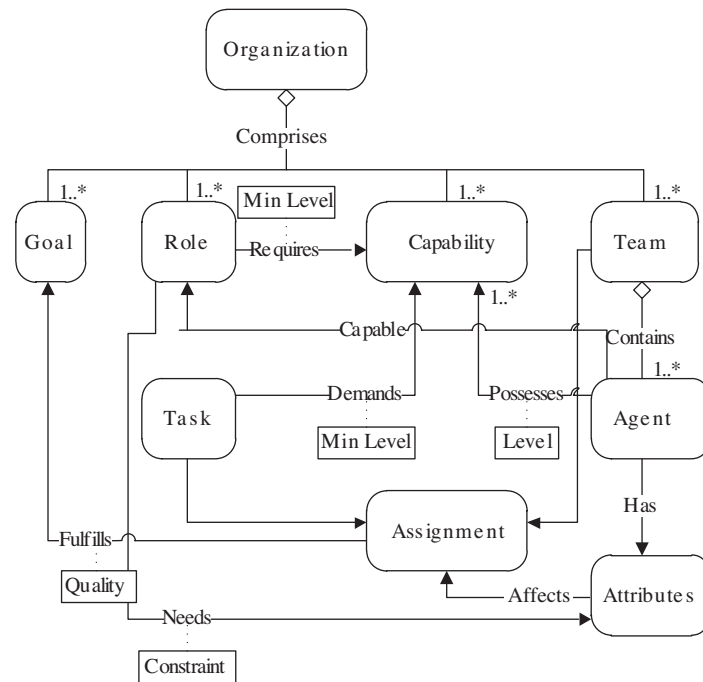 Organization
Comprises
1..* 1..* 1..* 1..*
Min Level
Goal Role Requires Capability Team
1..*
Capable Contains
1..*
Task Demands Possesses Agent
Min Level Level
Has
Fulfills Assignment
Quality Affects Attributes
Needs
Constraint